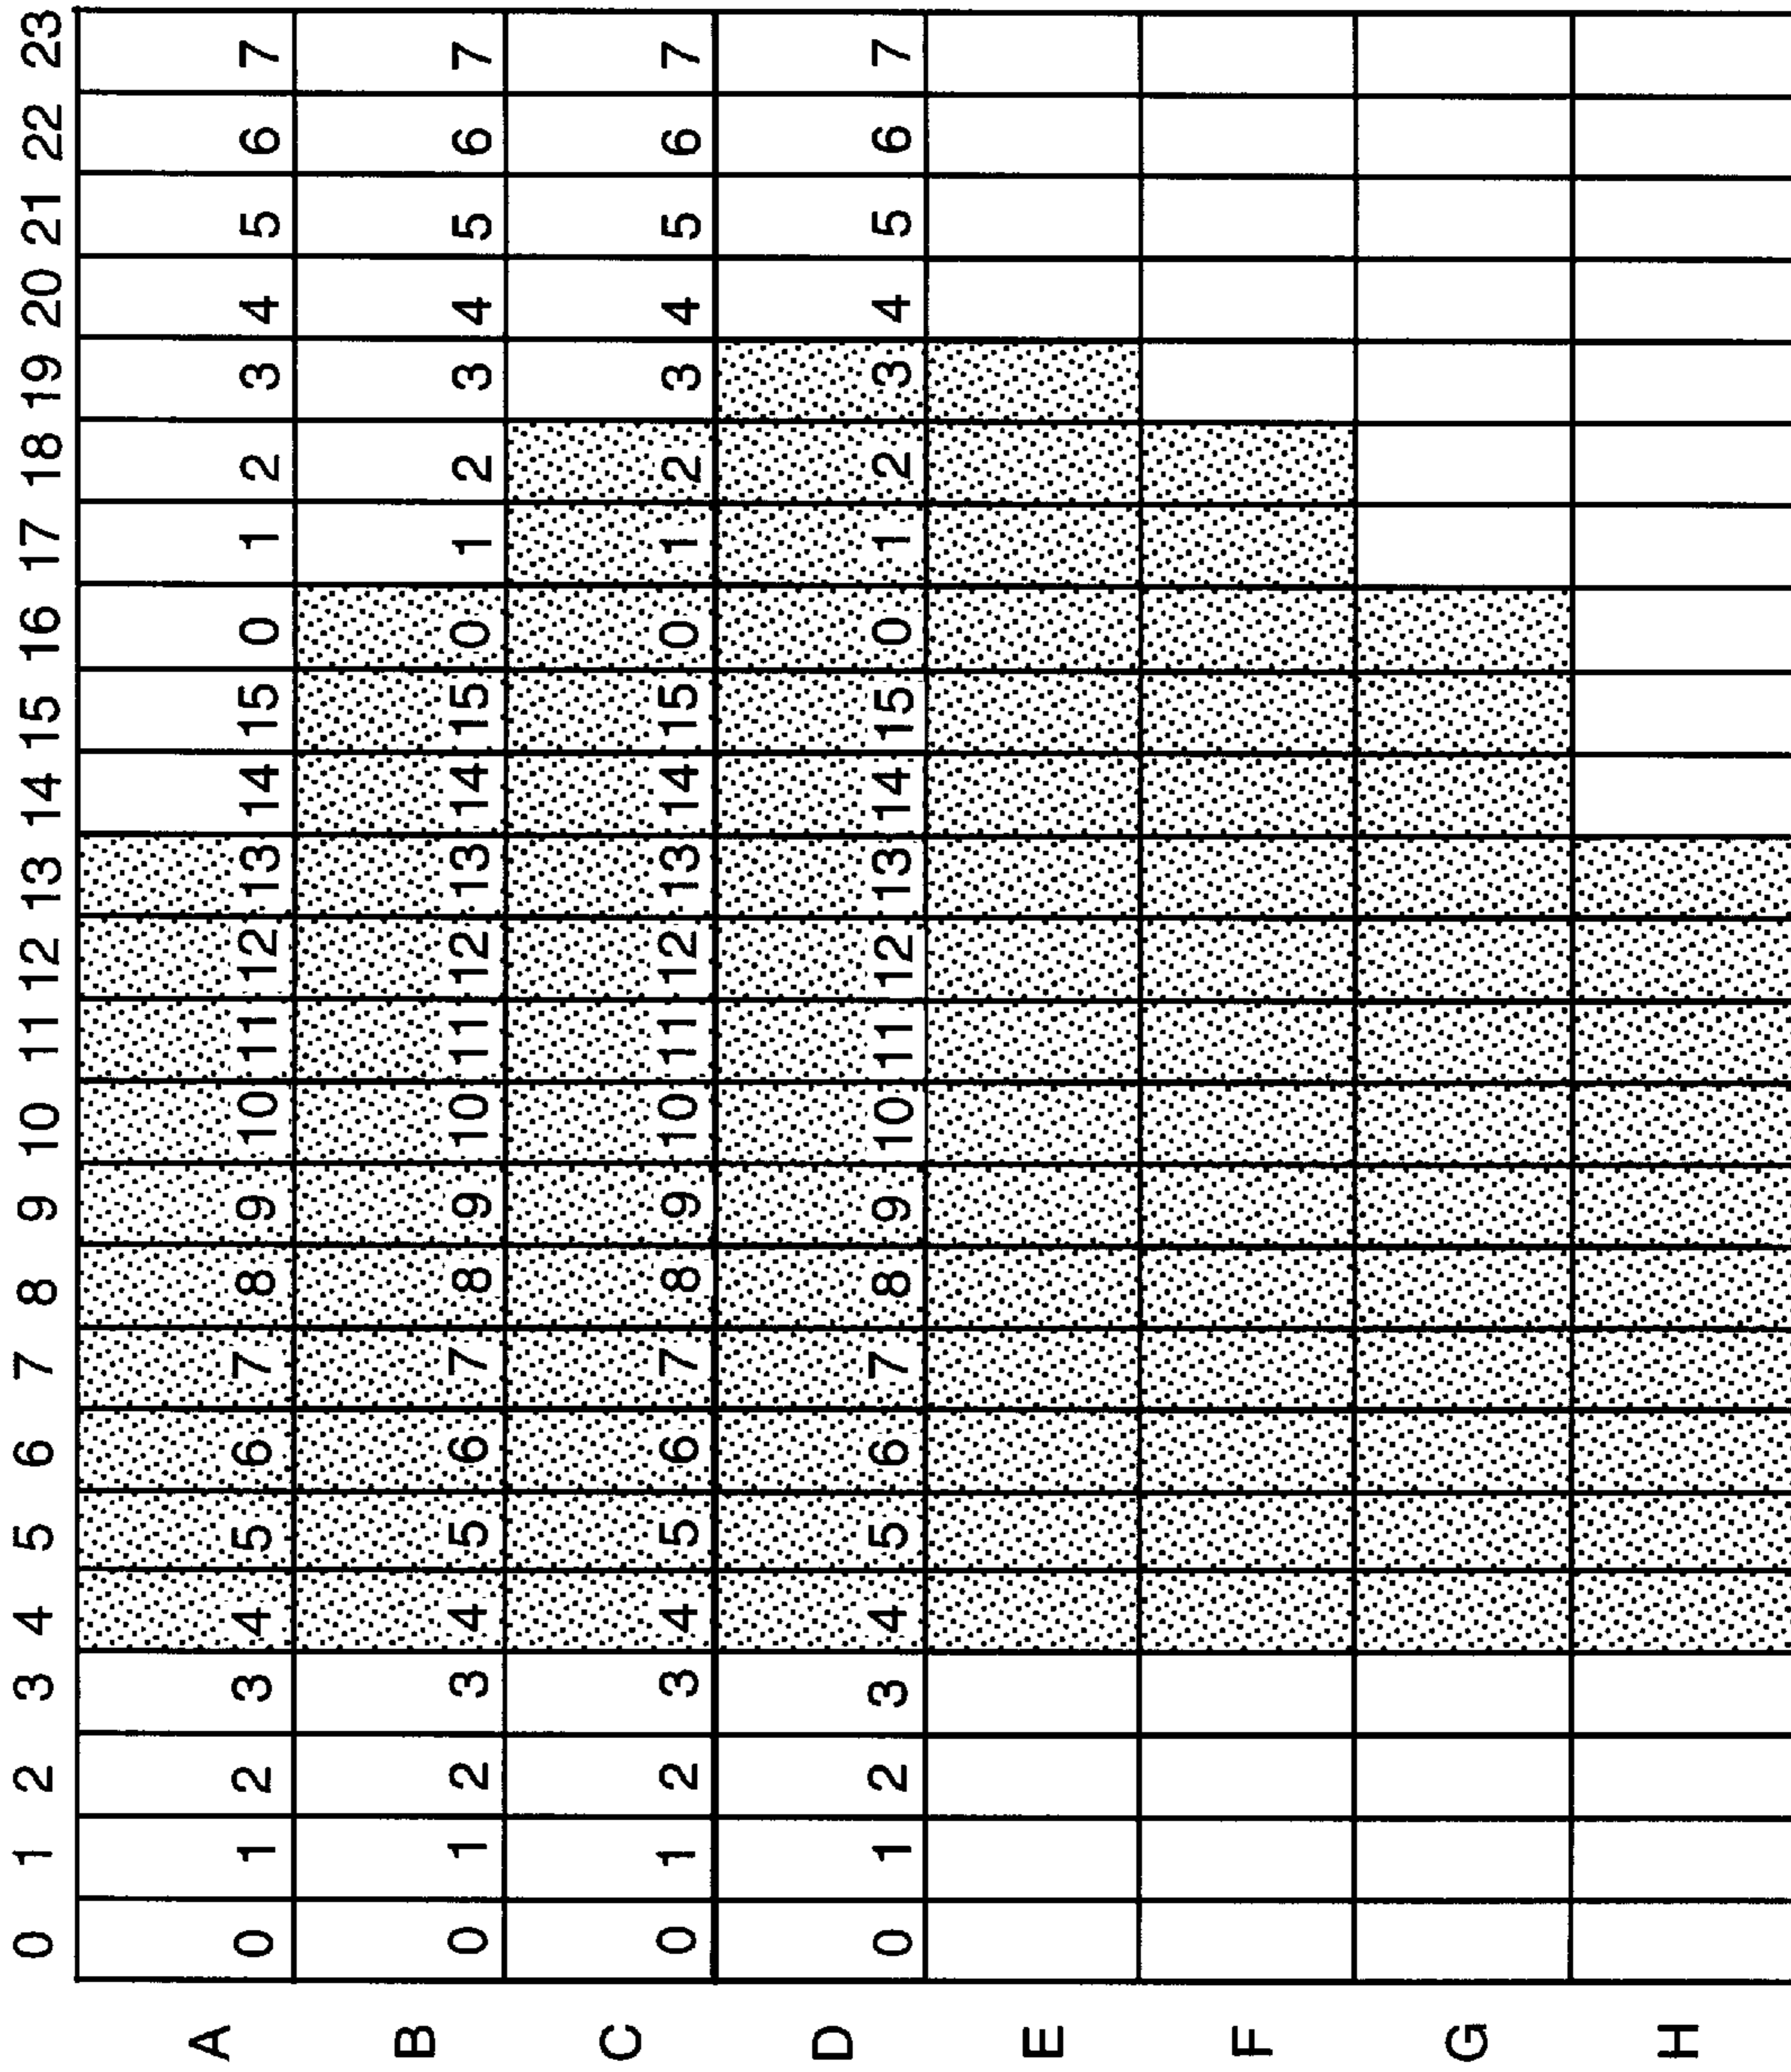 0 1 2 3 4 5 6 7 8 9 10 11 12 13 14 15 16 17 18 19 20 21 22 23
A 0 1 2 3 4 5 6 7 8 9 10 11 12 13 14 15 0 1 2 3 4 5 6 7
B 0 1 2 3 4 5 6 7 8 9 10 11 12 13 14 15 0 1 2 3 4 5 6 7
C 0 1 2 3 4 5 6 7 8 9 10 11 12 13 14 15 0 1 2 3 4 5 6 7
D 0 1 2 3 4 5 6 7 8 9 10 11 12 13 14 15 0 1 2 3 4 5 6 7
E
F
G
H